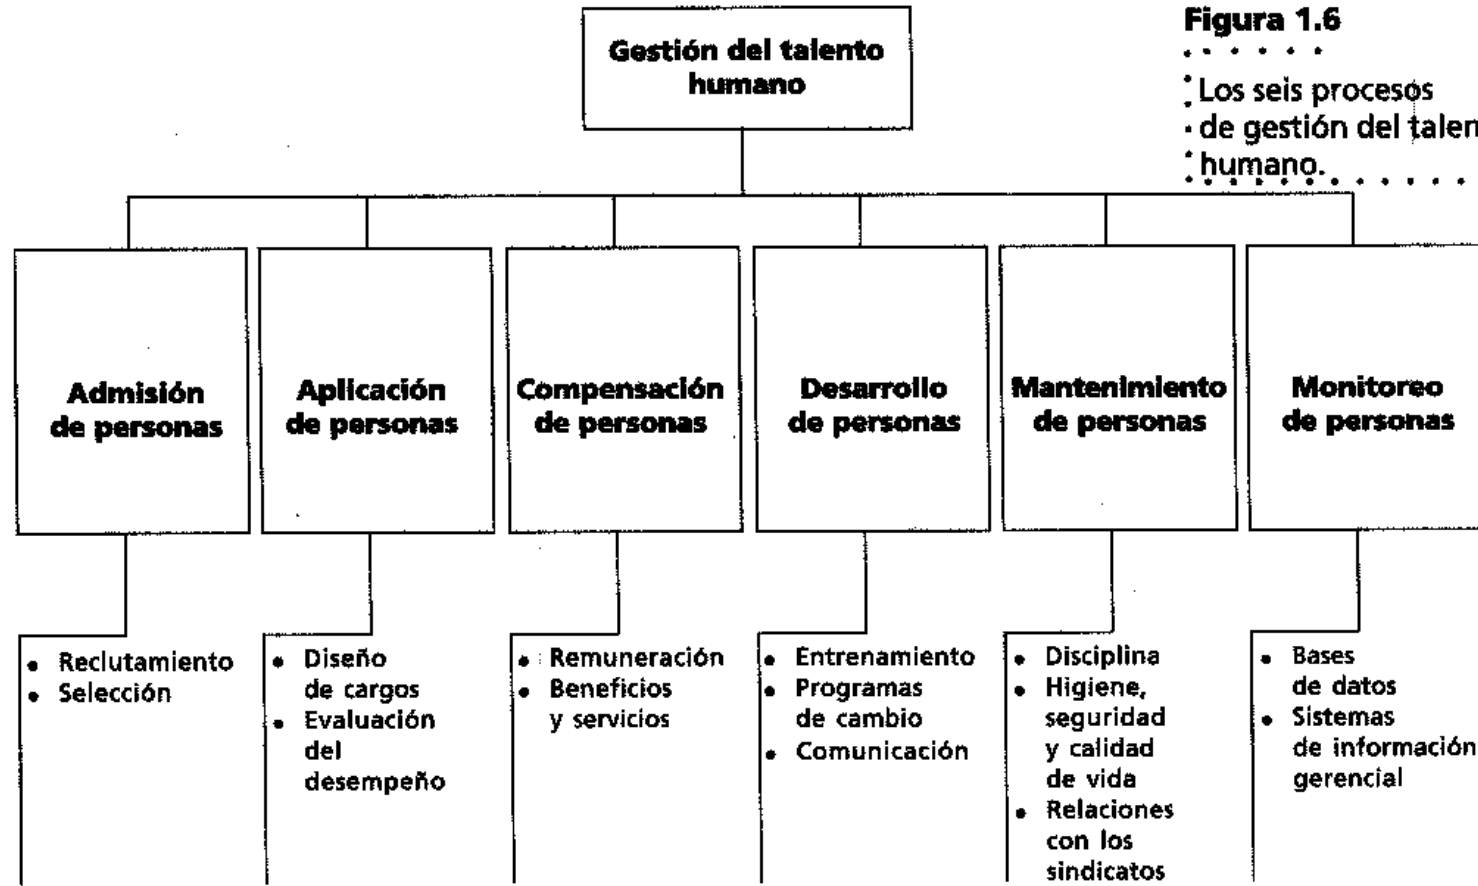 Gestión del talento
humano
Figura 1.6
Los seis procesos
de gestión del talen
humano.
Admisión
de personas
Aplicación
de personas
Compensación
de personas
Desarrollo
de personas
Mantenimiento
de personas
Monitoreo
de personas
• Reclutamiento
• Selección
• Diseño
de cargos
• Evaluación
del
desempeño
• Remuneración
• Beneficios
y servicios
• Entrenamiento
• Programas
de cambio
• Comunicación
• Disciplina
• Higiene,
seguridad
y calidad
de vida
• Relaciones
con los
sindicatos
• Bases
de datos
• Sistemas
de información
gerencial